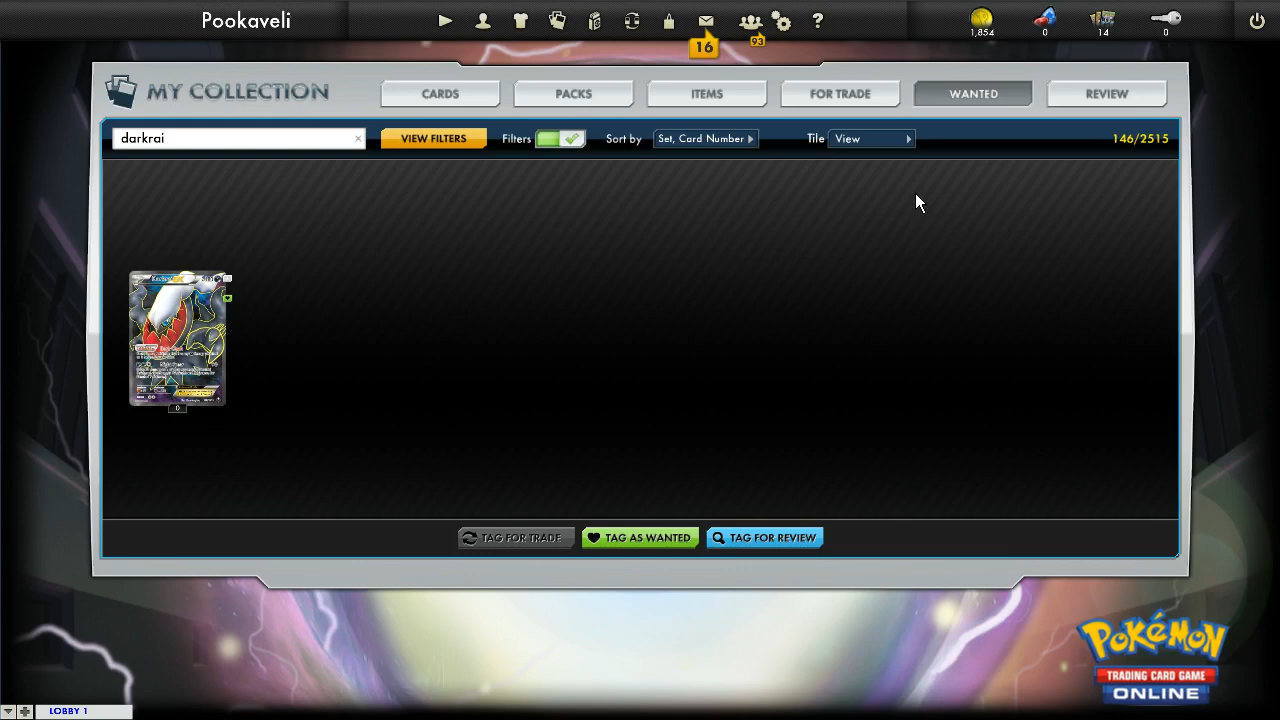 Pookaveli
16
93
1,854
0
14
0
MY COLLECTION
CARDS
PACKS
ITEMS
FOR TRADE
WANTED
REVIEW
darkrai
VIEW FILTERS
Filters
Sort by
Set, Card Number
Tile
View
146/2515
0
TAG FOR TRADE
TAG AS WANTED
TAG FOR REVIEW
POKéMON
TRADING CARD GAME
ONLINE
LOBBY 1